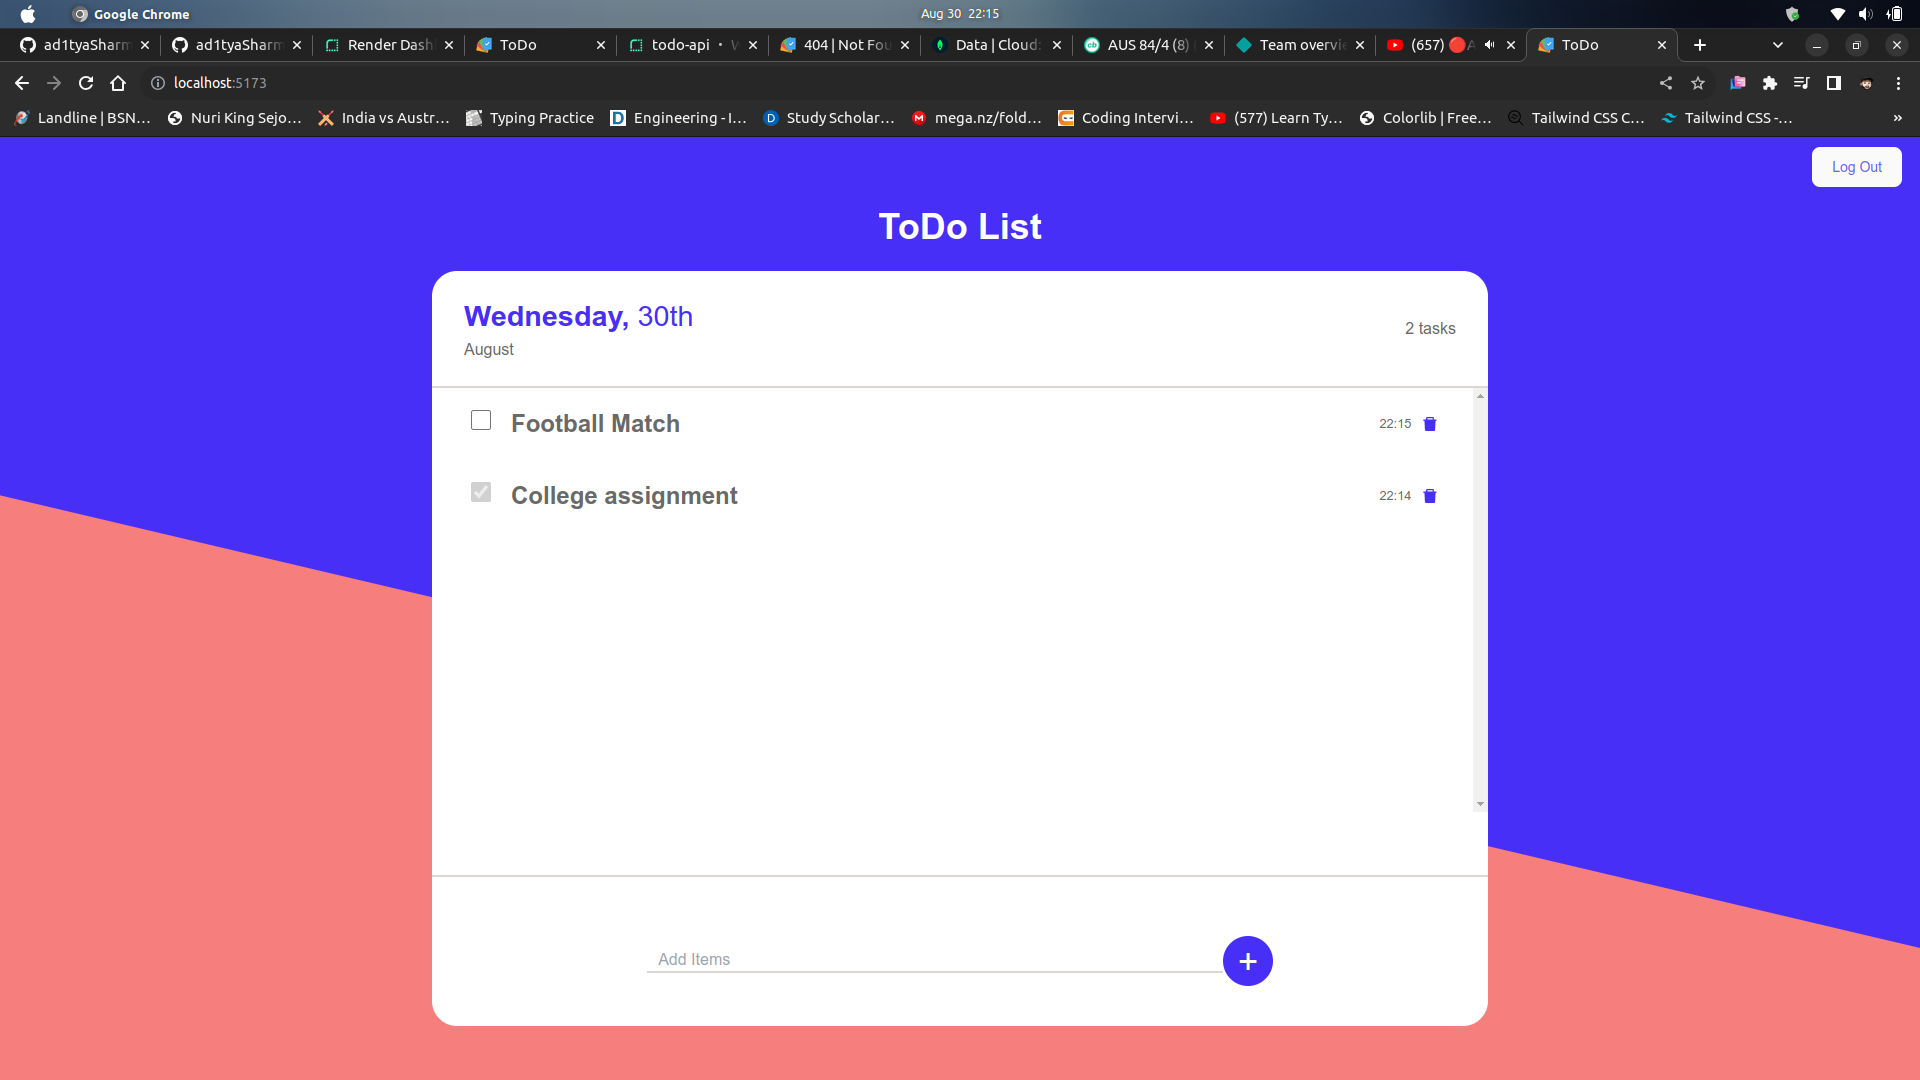 Google Chrome
Aug 30 22:15
ad1tyaSharm
ad1tyaSharm
Render Dash
ToDo
todo-api •
404 | Not Fou
Data | Cloud:
AUS 84/4 (8)
Team overvi
(657)
ToDo
localhost:5173
Landline | BSN...
Nuri King Sejo...
India vs Austr...
Typing Practice
Engineering - I...
Study Scholar...
mega.nz/fold...
Coding Intervi...
(577) Learn Ty...
Colorlib | Free...
Tailwind CSS C...
Tailwind CSS -...
»
Log Out
ToDo List
Wednesday, 30th
August
2 tasks
Football Match
22:15
College assignment
22:14
Add Items
+